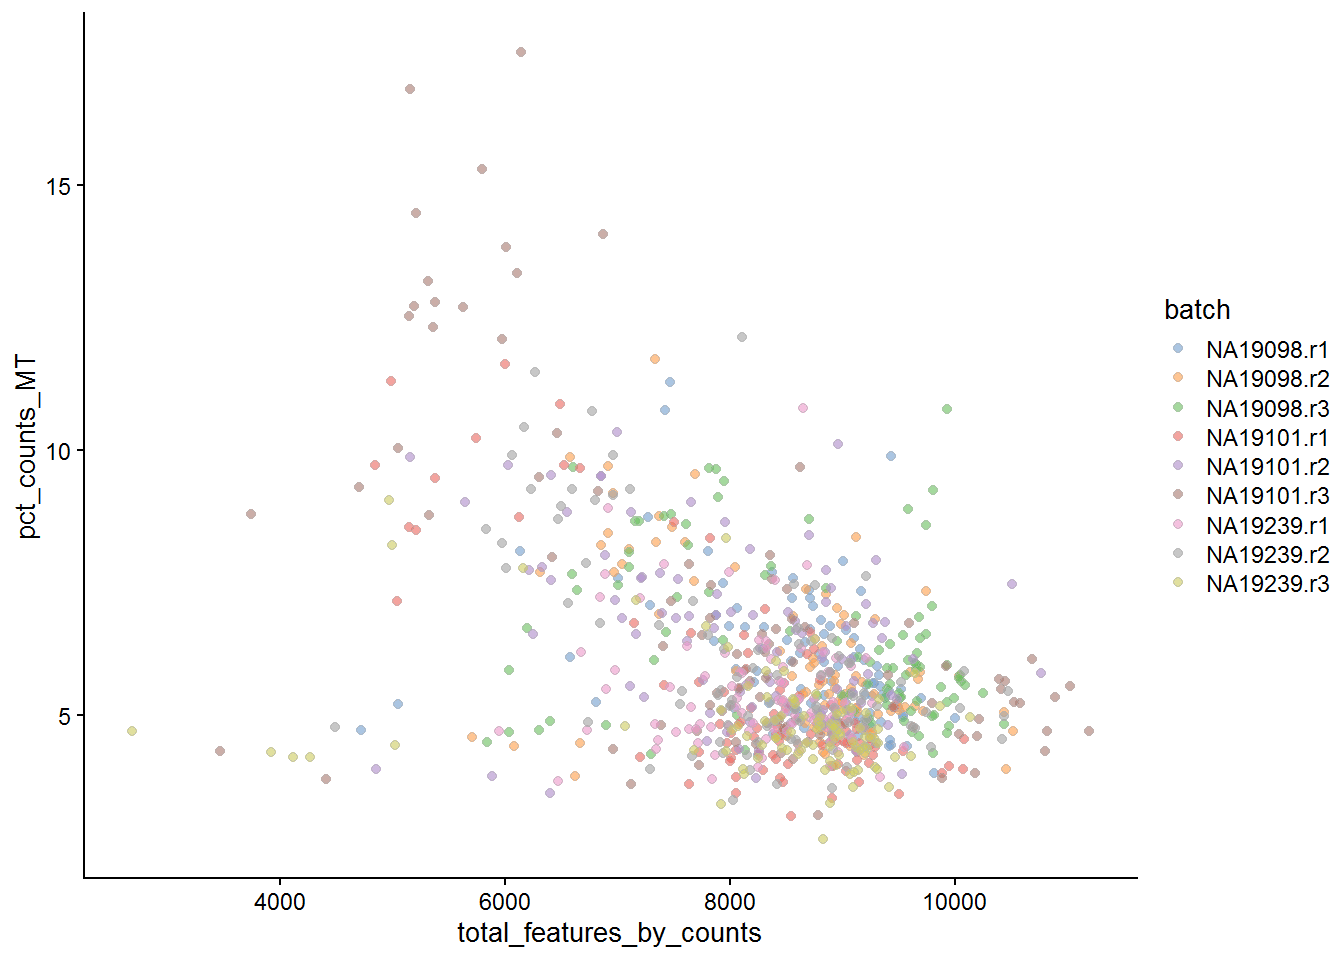 pct_counts_MT
15
10
5
4000
6000
8000
10000
total_features_by_counts
batch
NA19098.r1
NA19098.r2
NA19098.r3
NA19101.r1
NA19101.r2
NA19101.r3
NA19239.r1
NA19239.r2
NA19239.r3